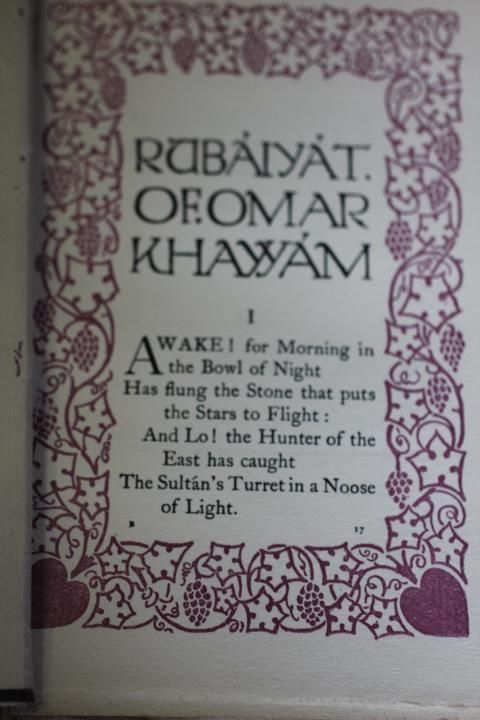 RUBÁIYÁT.
OF.OMAR
KHAYYÁM
I
AWAKE! for Morning in
the Bowl of Night
Has flung the Stone that puts
the Stars to Flight:
And Lo! the Hunter of the
East has caught
The Sultán's Turret in a Noose
of Light.
B 17